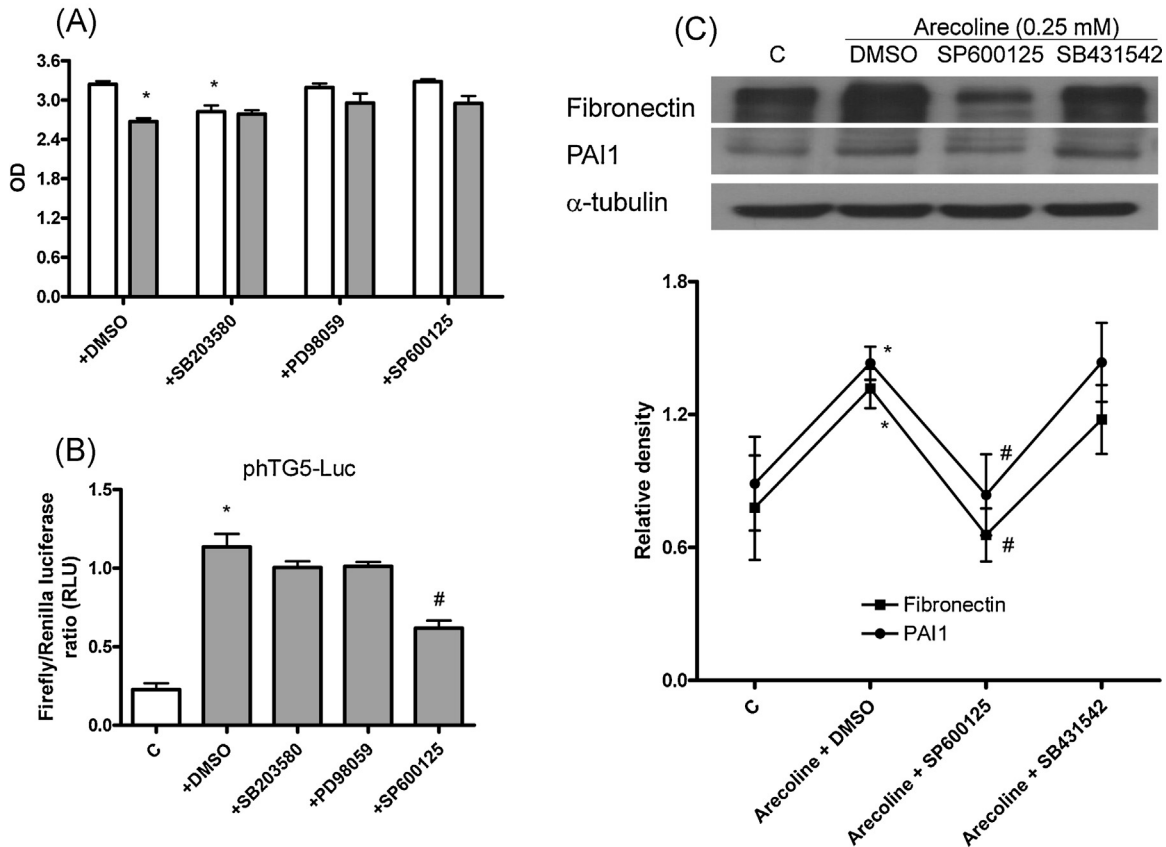 (A)
3.6
3.0
2.4
1.8
1.2
0.6
0.0
OD
*
*
+DMSO
+SB203580
+PD98059
+SP600125
(B)
phTG5-Luc
Firefly/Renilla luciferase
ratio (RLU)
1.5
1.0
0.5
0.0
*
#
C
+DMSO
+SB203580
+PD98059
+SP600125
(C)
Arecoline (0.25 mM)
C DMSO SP600125 SB431542
Fibronectin
PAI1
α-tubulin
1.8
1.2
0.6
0.0
Relative density
*
*
#
#
Fibronectin
PAI1
C
Arecoline + DMSO
Arecoline + SP600125
Arecoline + SB431542